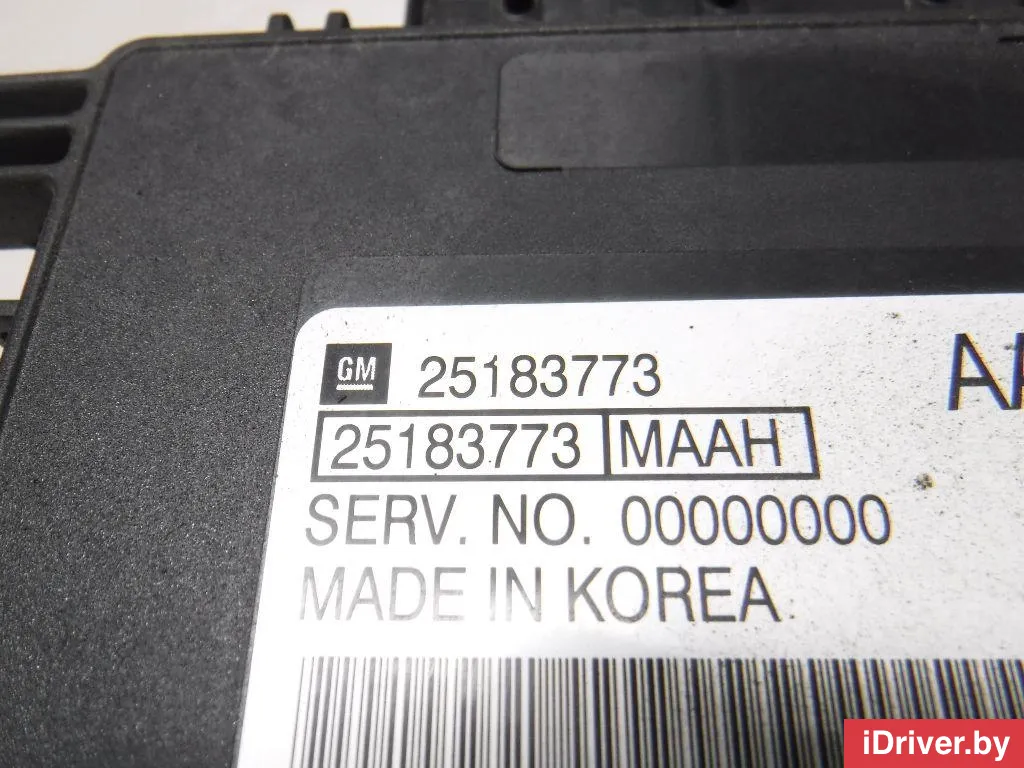 GM 25183773
25183773 MAAH
SERV. NO. 00000000
MADE IN KOREA
iDriver.by